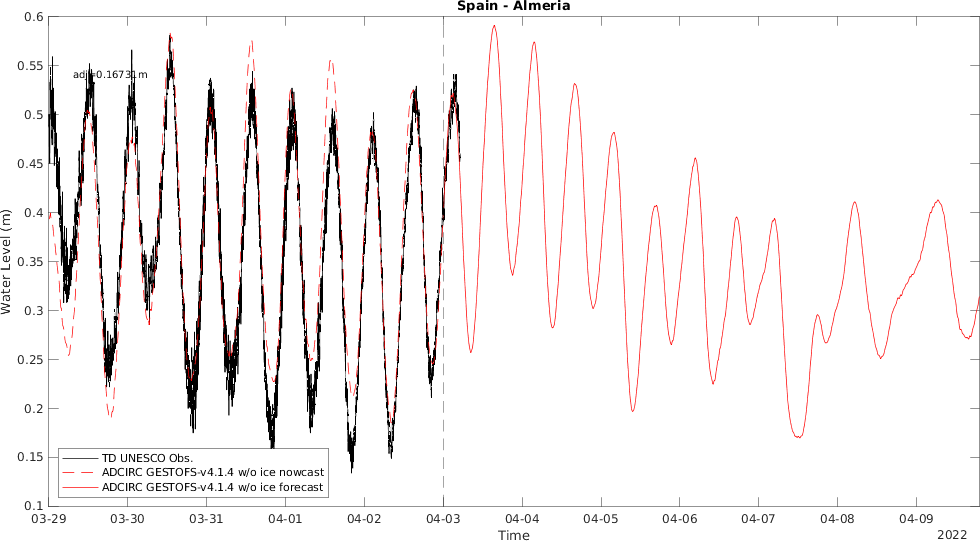 Spain - Almeria
0.6
0.55
0.5
0.45
0.4
0.35
0.3
0.25
0.2
0.15
0.1
Water Level (m)
adj=0.16731m
TD UNESCO Obs.
ADCIRC GESTOFS-v4.1.4 w/o ice nowcast
ADCIRC GESTOFS-v4.1.4 w/o ice forecast
03-29 03-30 03-31 04-01 04-02 04-03 04-04 04-05 04-06 04-07 04-08 04-09
Time
2022